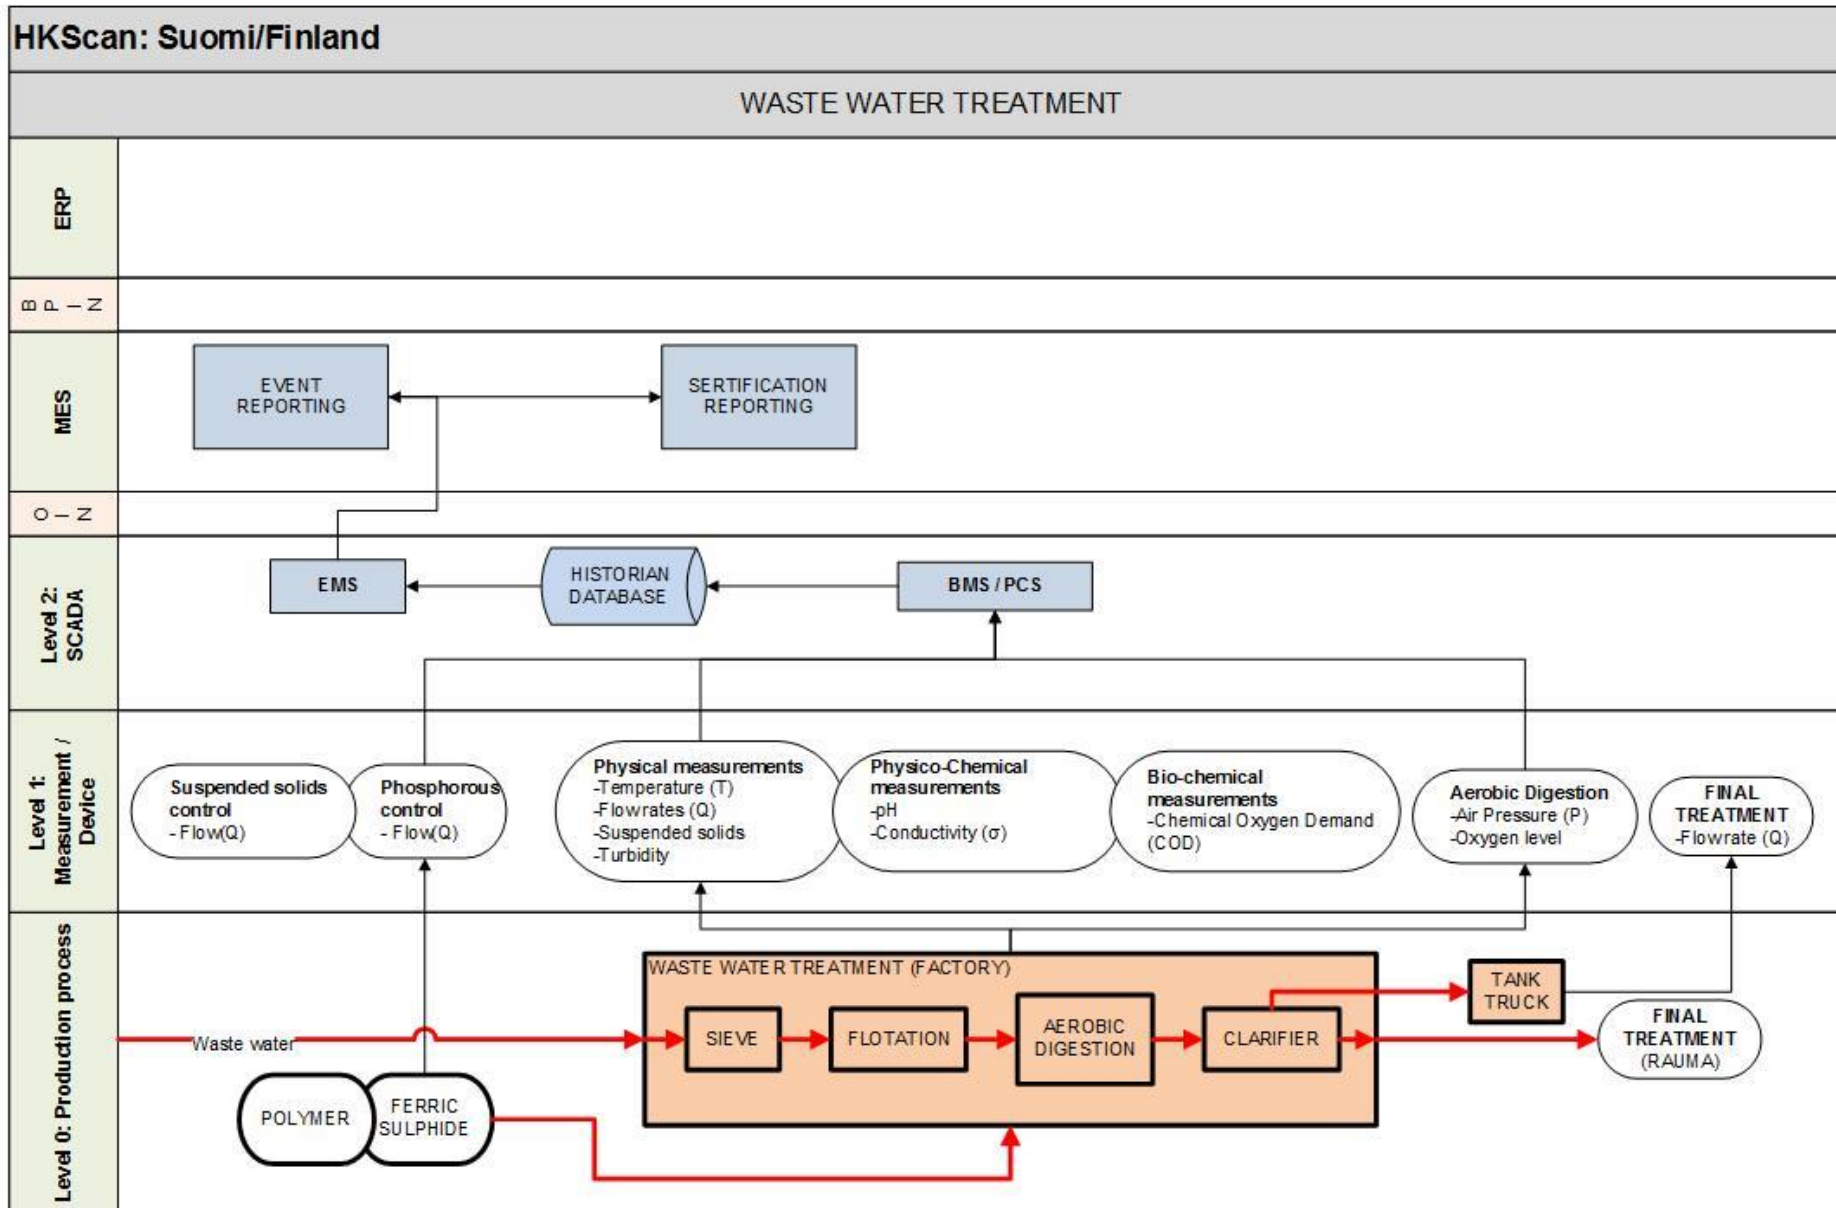 HKScan: Suomi/Finland
WASTE WATER TREATMENT
ERP
BPIN
MES
EVENT
REPORTING
SERTIFICATION
REPORTING
OIN
Level 2:
SCADA
EMS
HISTORIAN
DATABASE
BMS / PCS
Level 1:
Measurement /
Device
Suspended solids
control
- Flow(Q)
Phosphorous
control
- Flow(Q)
Physical measurements
-Temperature (T)
-Flowrates (Q)
-Suspended solids
-Turbidity
Physico-Chemical
measurements
-pH
-Conductivity (σ)
Bio-chemical
measurements
-Chemical Oxygen Demand
(COD)
Aerobic Digestion
-Air Pressure (P)
-Oxygen level
FINAL
TREATMENT
-Flowrate (Q)
Level 0: Production process
WASTE WATER TREATMENT (FACTORY)
Waste water
SIEVE
FLOTATION
AEROBIC
DIGESTION
CLARIFIER
TANK
TRUCK
FINAL
TREATMENT
(RAUMA)
POLYMER
FERRIC
SULPHIDE